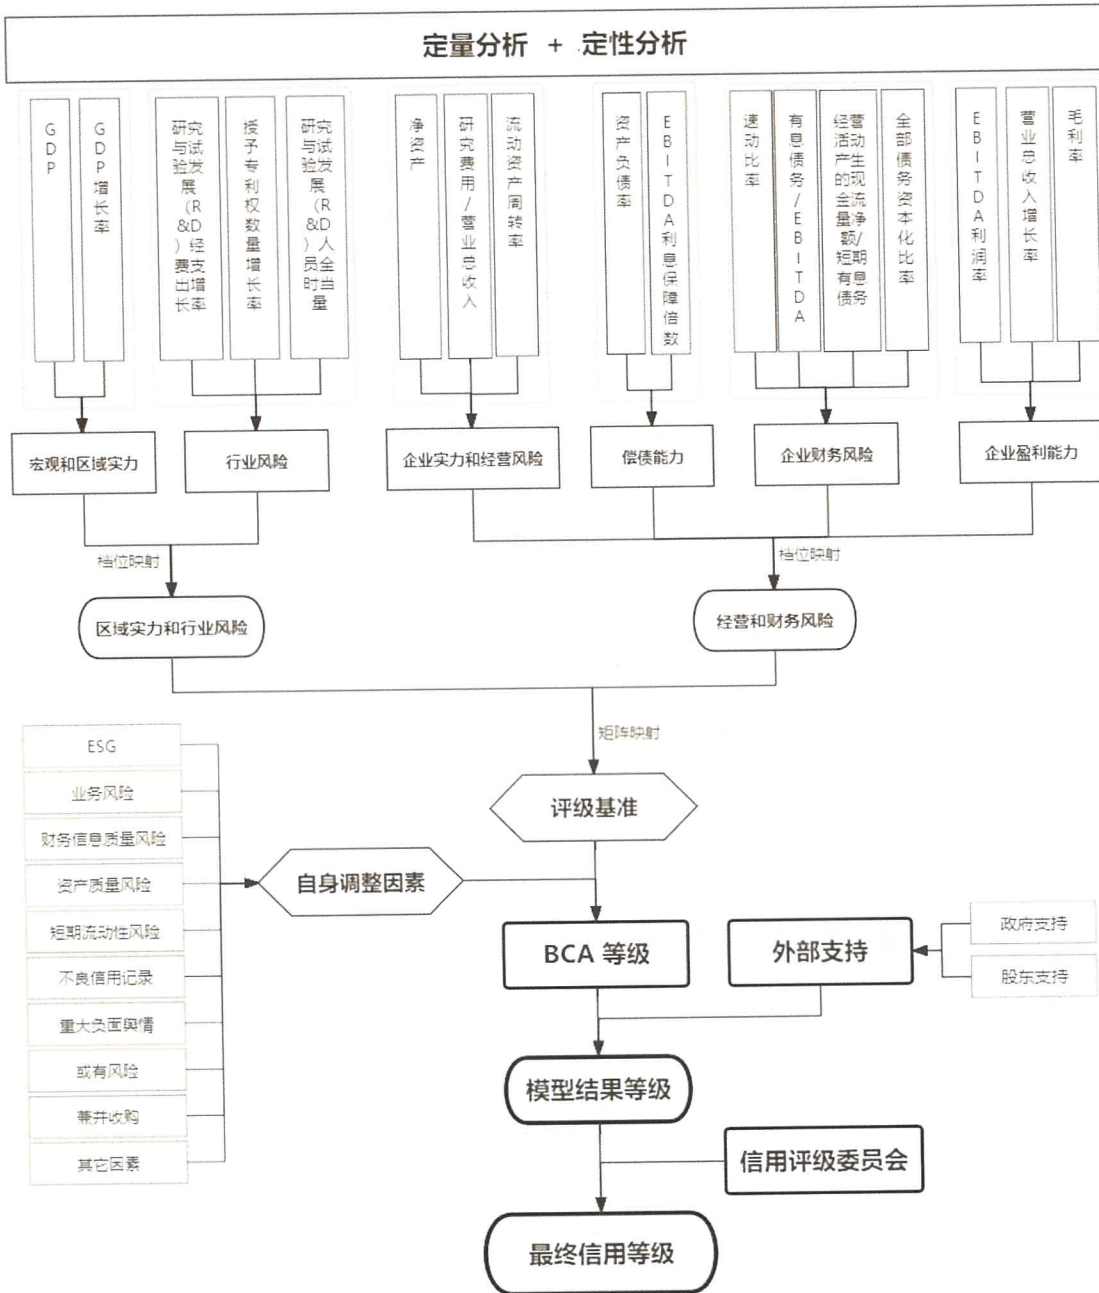 定量分析 + 定性分析
GDP
GDP增长率
研究与试验发展（R&D）经费支出增长率
授予专利权数量增长率
研究与试验发展（R&D）人员全时当量
净资产
研究费用/营业总收入
流动资产周转率
资产负债率
EBITDA利息保障倍数
速动比率
有息债务/EBITDA
经营活动产生的现金流量净额/短期有息债务
全部债务资本化比率
EBITDA利润率
营业总收入增长率
毛利率
宏观和区域实力
行业风险
企业实力和经营风险
偿债能力
企业财务风险
企业盈利能力
档位映射
档位映射
区域实力和行业风险
经营和财务风险
矩阵映射
ESG
业务风险
财务信息质量风险
资产质量风险
短期流动性风险
不良信用记录
重大负面舆情
或有风险
兼并收购
其它因素
自身调整因素
评级基准
BCA 等级
外部支持
政府支持
股东支持
模型结果等级
信用评级委员会
最终信用等级